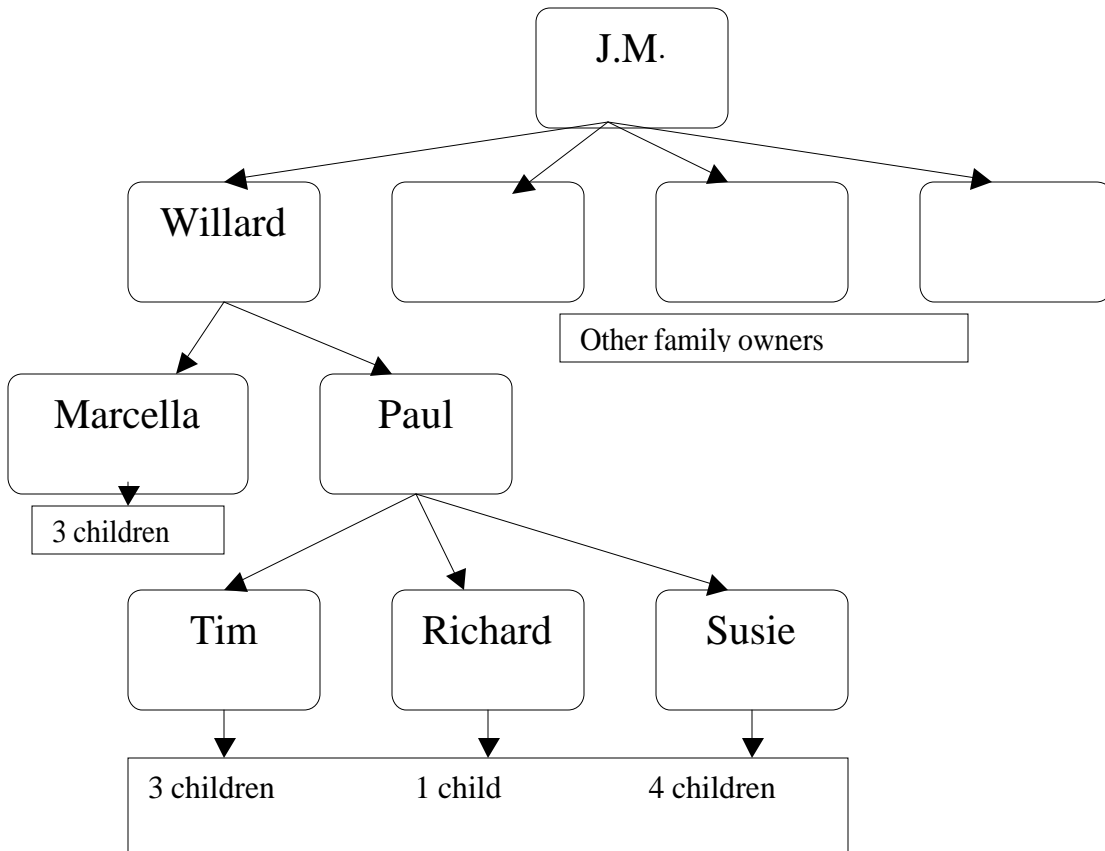 J.M.
Willard
Other family owners
Marcella Paul
3 children
Tim Richard Susie
3 children 1 child 4 children